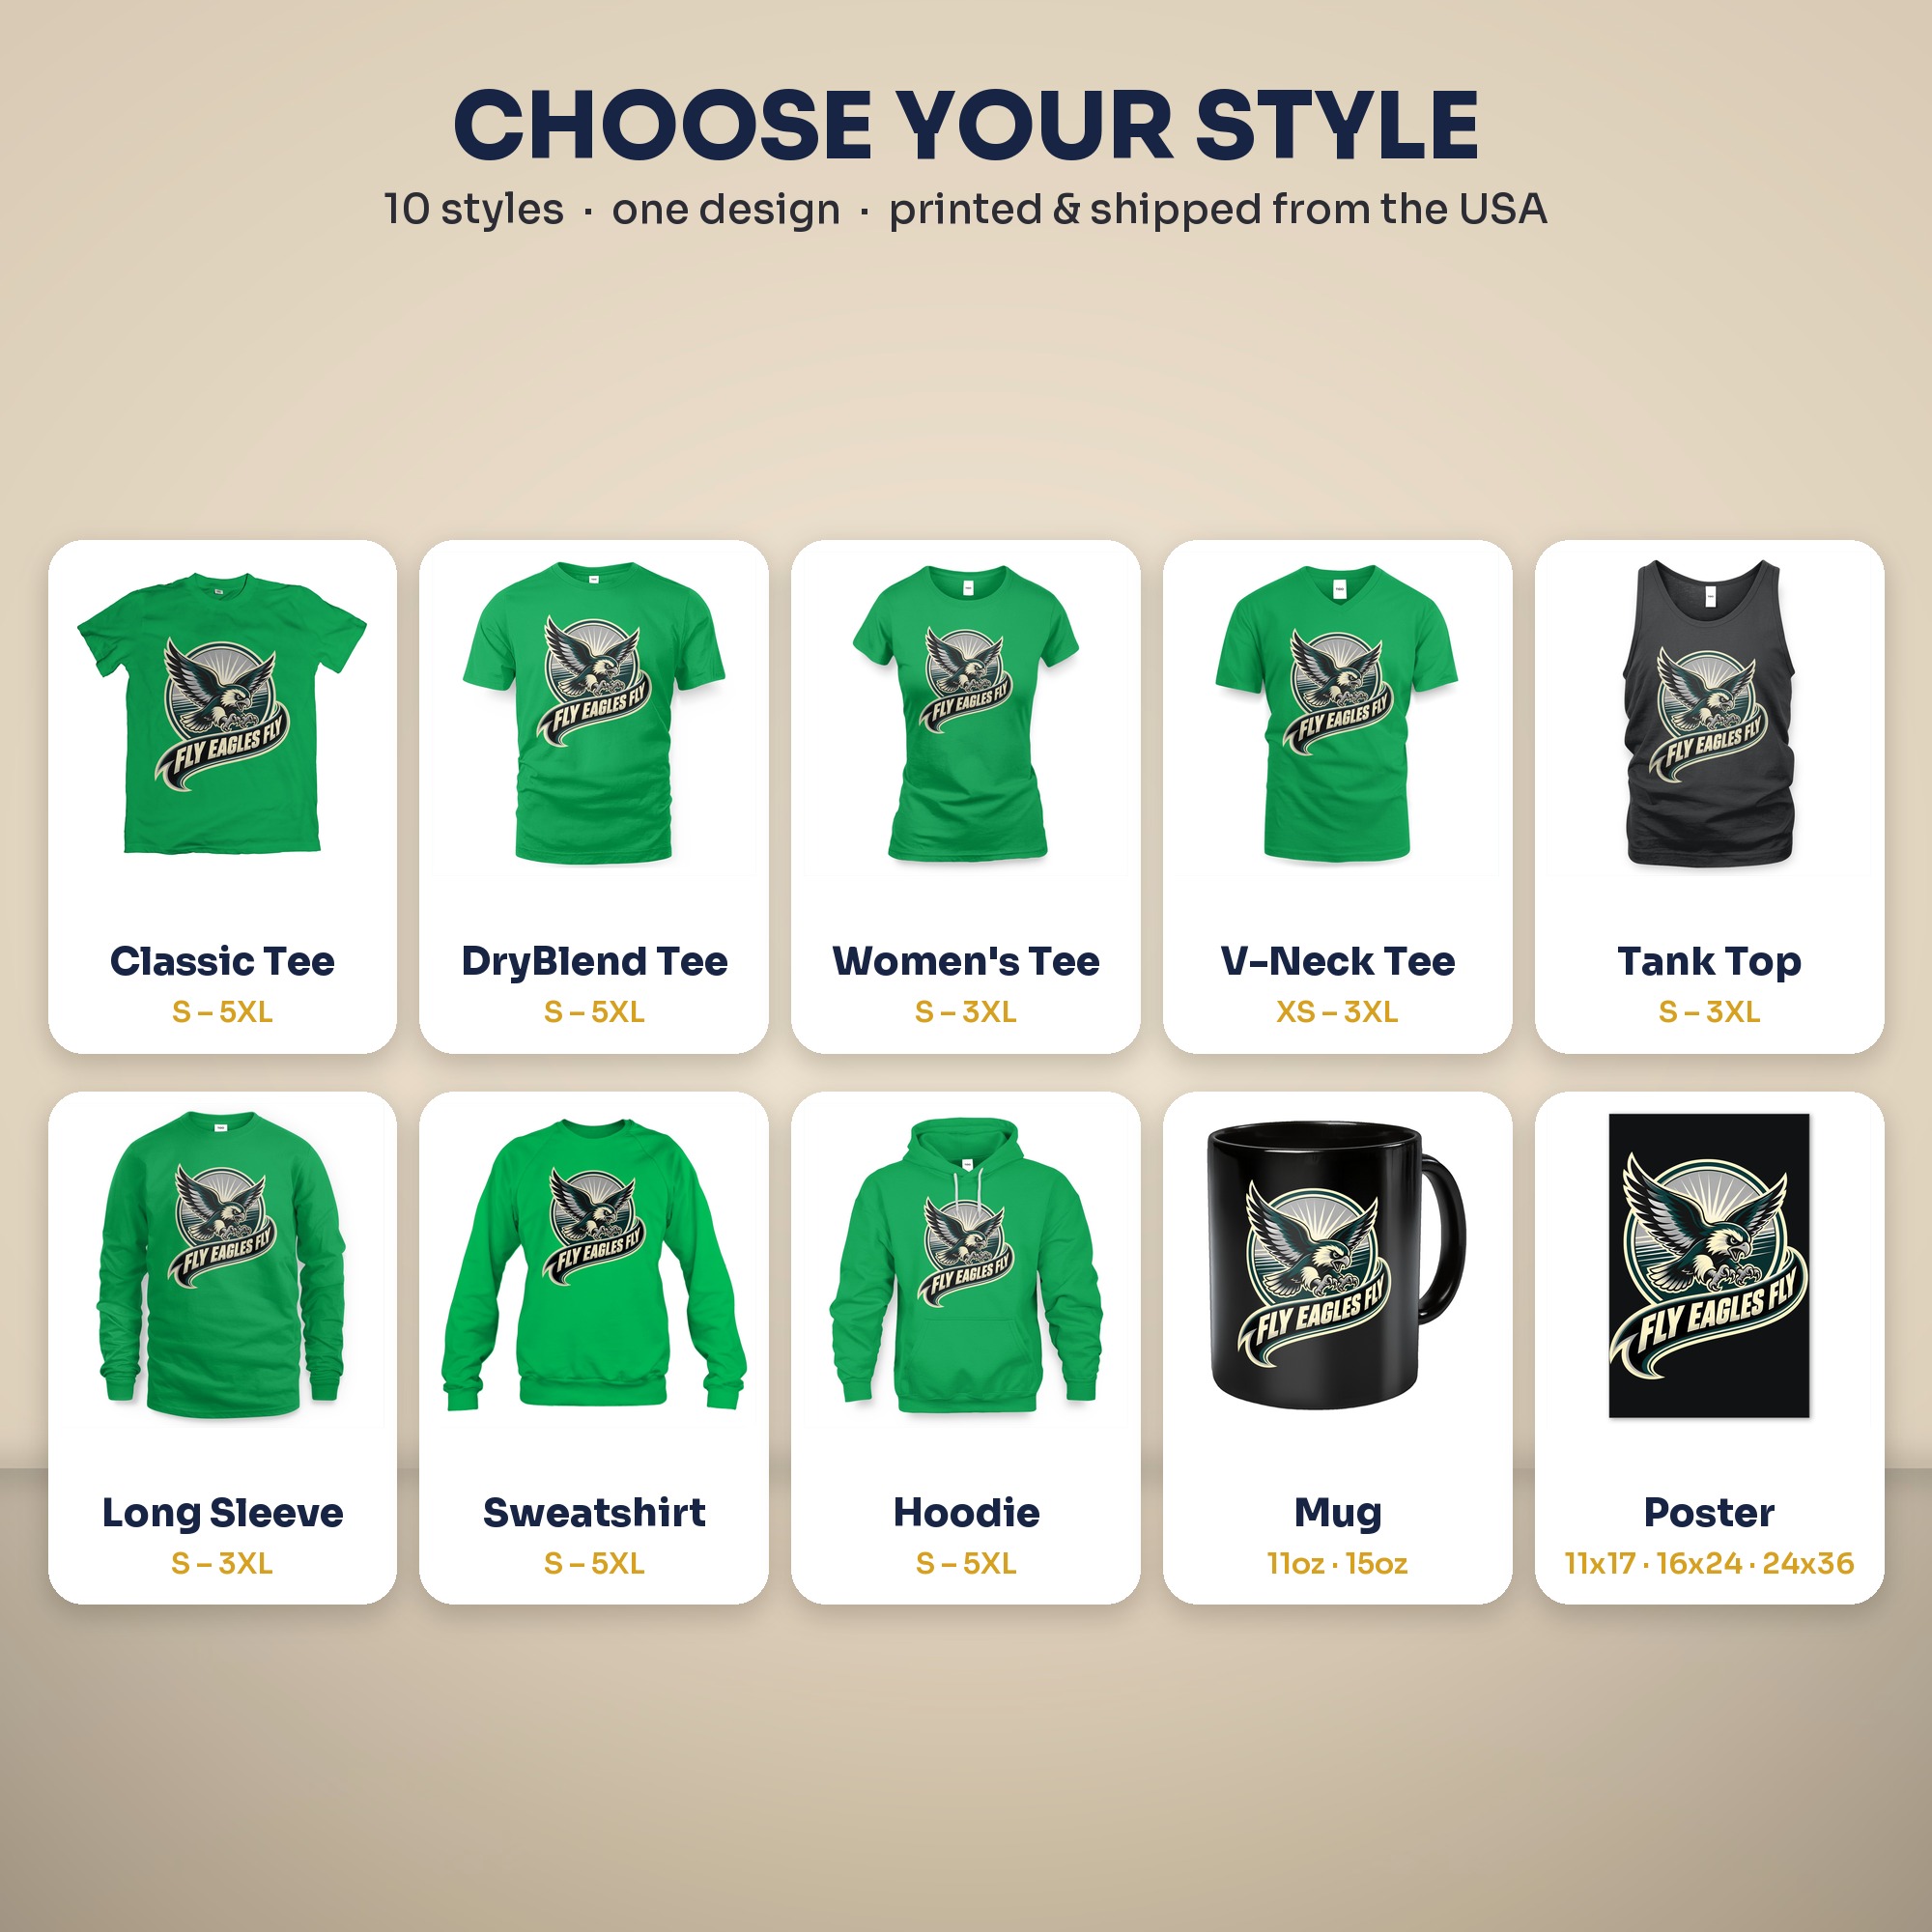 CHOOSE YOUR STYLE
10 styles · one design · printed & shipped from the USA
FLY EAGLES FLY
FLY EAGLES FLY
FLY EAGLES FLY
FLY EAGLES FLY
FLY EAGLES FLY
Classic Tee
DryBlend Tee
Women's Tee
V-Neck Tee
Tank Top
S – 5XL
S – 5XL
S – 3XL
XS – 3XL
S – 3XL
FLY EAGLES FLY
FLY EAGLES FLY
FLY EAGLES FLY
FLY EAGLES FLY
FLY EAGLES FLY
Long Sleeve
Sweatshirt
Hoodie
Mug
Poster
S – 3XL
S – 5XL
S – 5XL
11oz · 15oz
11x17 · 16x24 · 24x36